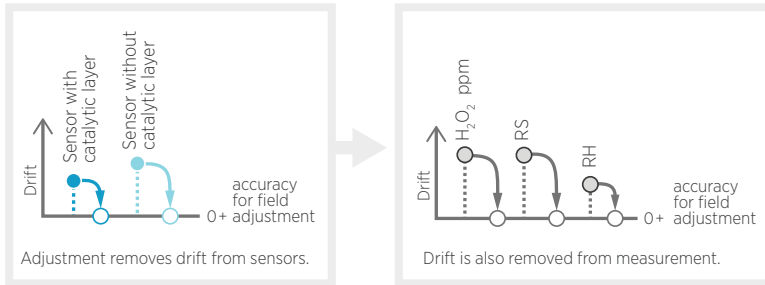 Sensor with
catalytic layer
Sensor without
catalytic layer
Drift
accuracy
for field
0+ adjustment
Adjustment removes drift from sensors.
H₂O₂ ppm
RS
RH
Drift
accuracy
for field
0+ adjustment
Drift is also removed from measurement.